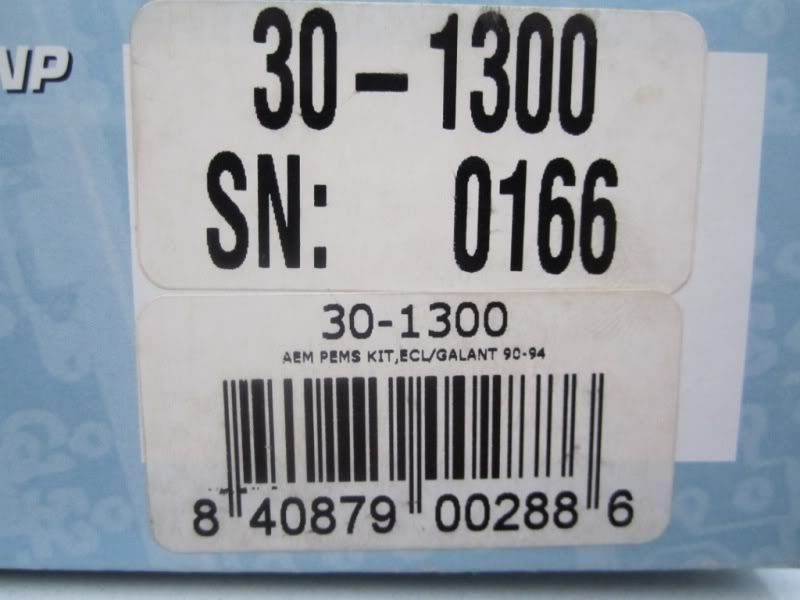 30-1300
SN: 0166
30-1300
AEM PEMS KIT,ECL/GALANT 90-94
8 40879 00288 6